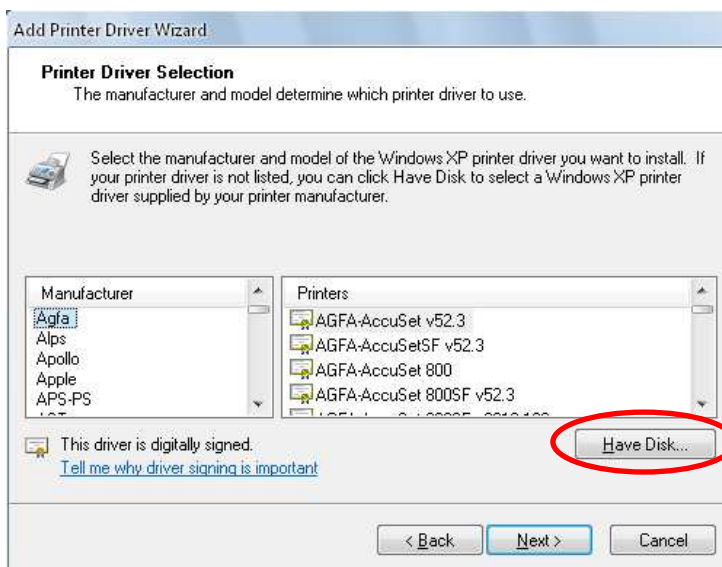 Add Printer Driver Wizard
Printer Driver Selection
The manufacturer and model determine which printer driver to use.
Select the manufacturer and model of the Windows XP printer driver you want to install. If
your printer driver is not listed, you can click Have Disk to select a Windows XP printer
driver supplied by your printer manufacturer.
Manufacturer
Agfa
Alps
Apollo
Apple
APS-PS
Printers
AGFA-AccuSet v52.3
AGFA-AccuSetSF v52.3
AGFA-AccuSet 800
AGFA-AccuSet 800SF v52.3
This driver is digitally signed.
Tell me why driver signing is important
Have Disk...
< Back
Next >
Cancel